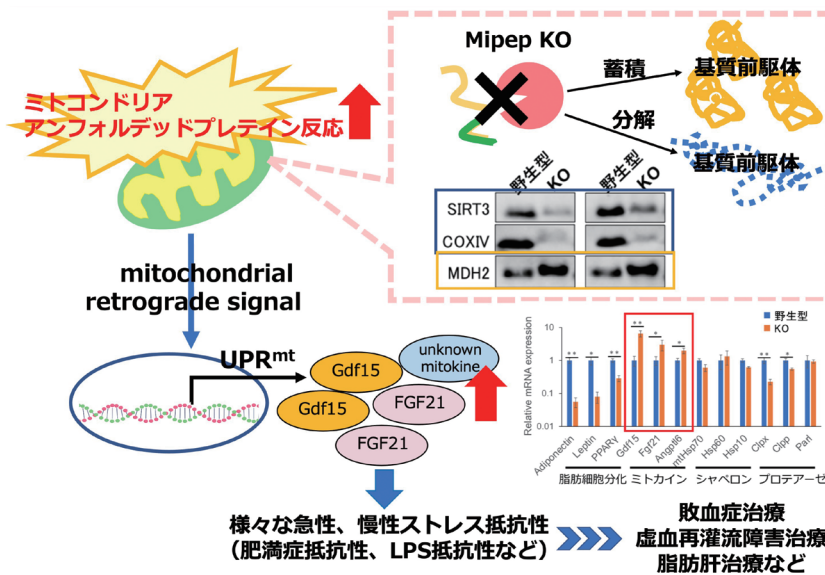 Mipep KO
蓄積
基質前駆体
分解
基質前駆体
ミトコンドリア
アンフォルデッドプレテイン反応
野生型
KO
野生型
KO
SIRT3
COXIV
MDH2
mitochondrial
retrograde signal
UPRmt
Gdf15
unknown
mitokine
Gdf15
FGF21
FGF21
野生型
KO
Relative mRNA expression
10
1
0.1
0.01
**
*
**
**
*
*
**
*
Adiponectin
Leptin
PPARγ
Gdf15
Fgf21
Angptl6
mtHsp70
Hsp60
Hsp10
Clpx
Clpp
Parl
脂肪細胞分化
ミトカイン
シャペロン
プロテアーゼ
様々な急性、慢性ストレス抵抗性
（肥満症抵抗性、LPS抵抗性など）
敗血症治療
虚血再灌流障害治療
脂肪肝治療など